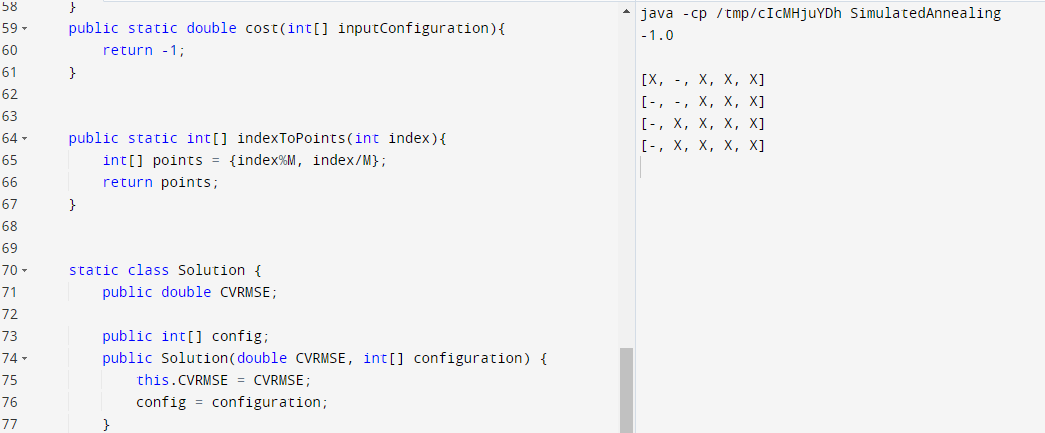 58 }
59 public static double cost(int[] inputConfiguration){
60 return -1;
61 }
62
63
64 public static int[] indexToPoints(int index){
65 int[] points = {index%M, index/M};
66 return points;
67 }
68
69
70 static class Solution {
71 public double CVRMSE;
72
73 public int[] config;
74 public Solution(double CVRMSE, int[] configuration) {
75 this.CVRMSE = CVRMSE;
76 config = configuration;
77 }
java -cp /tmp/cIcMHjuYDh SimulatedAnnealing
-1.0
[X, -, X, X, X]
[-, -, X, X, X]
[-, X, X, X, X]
[-, X, X, X, X]